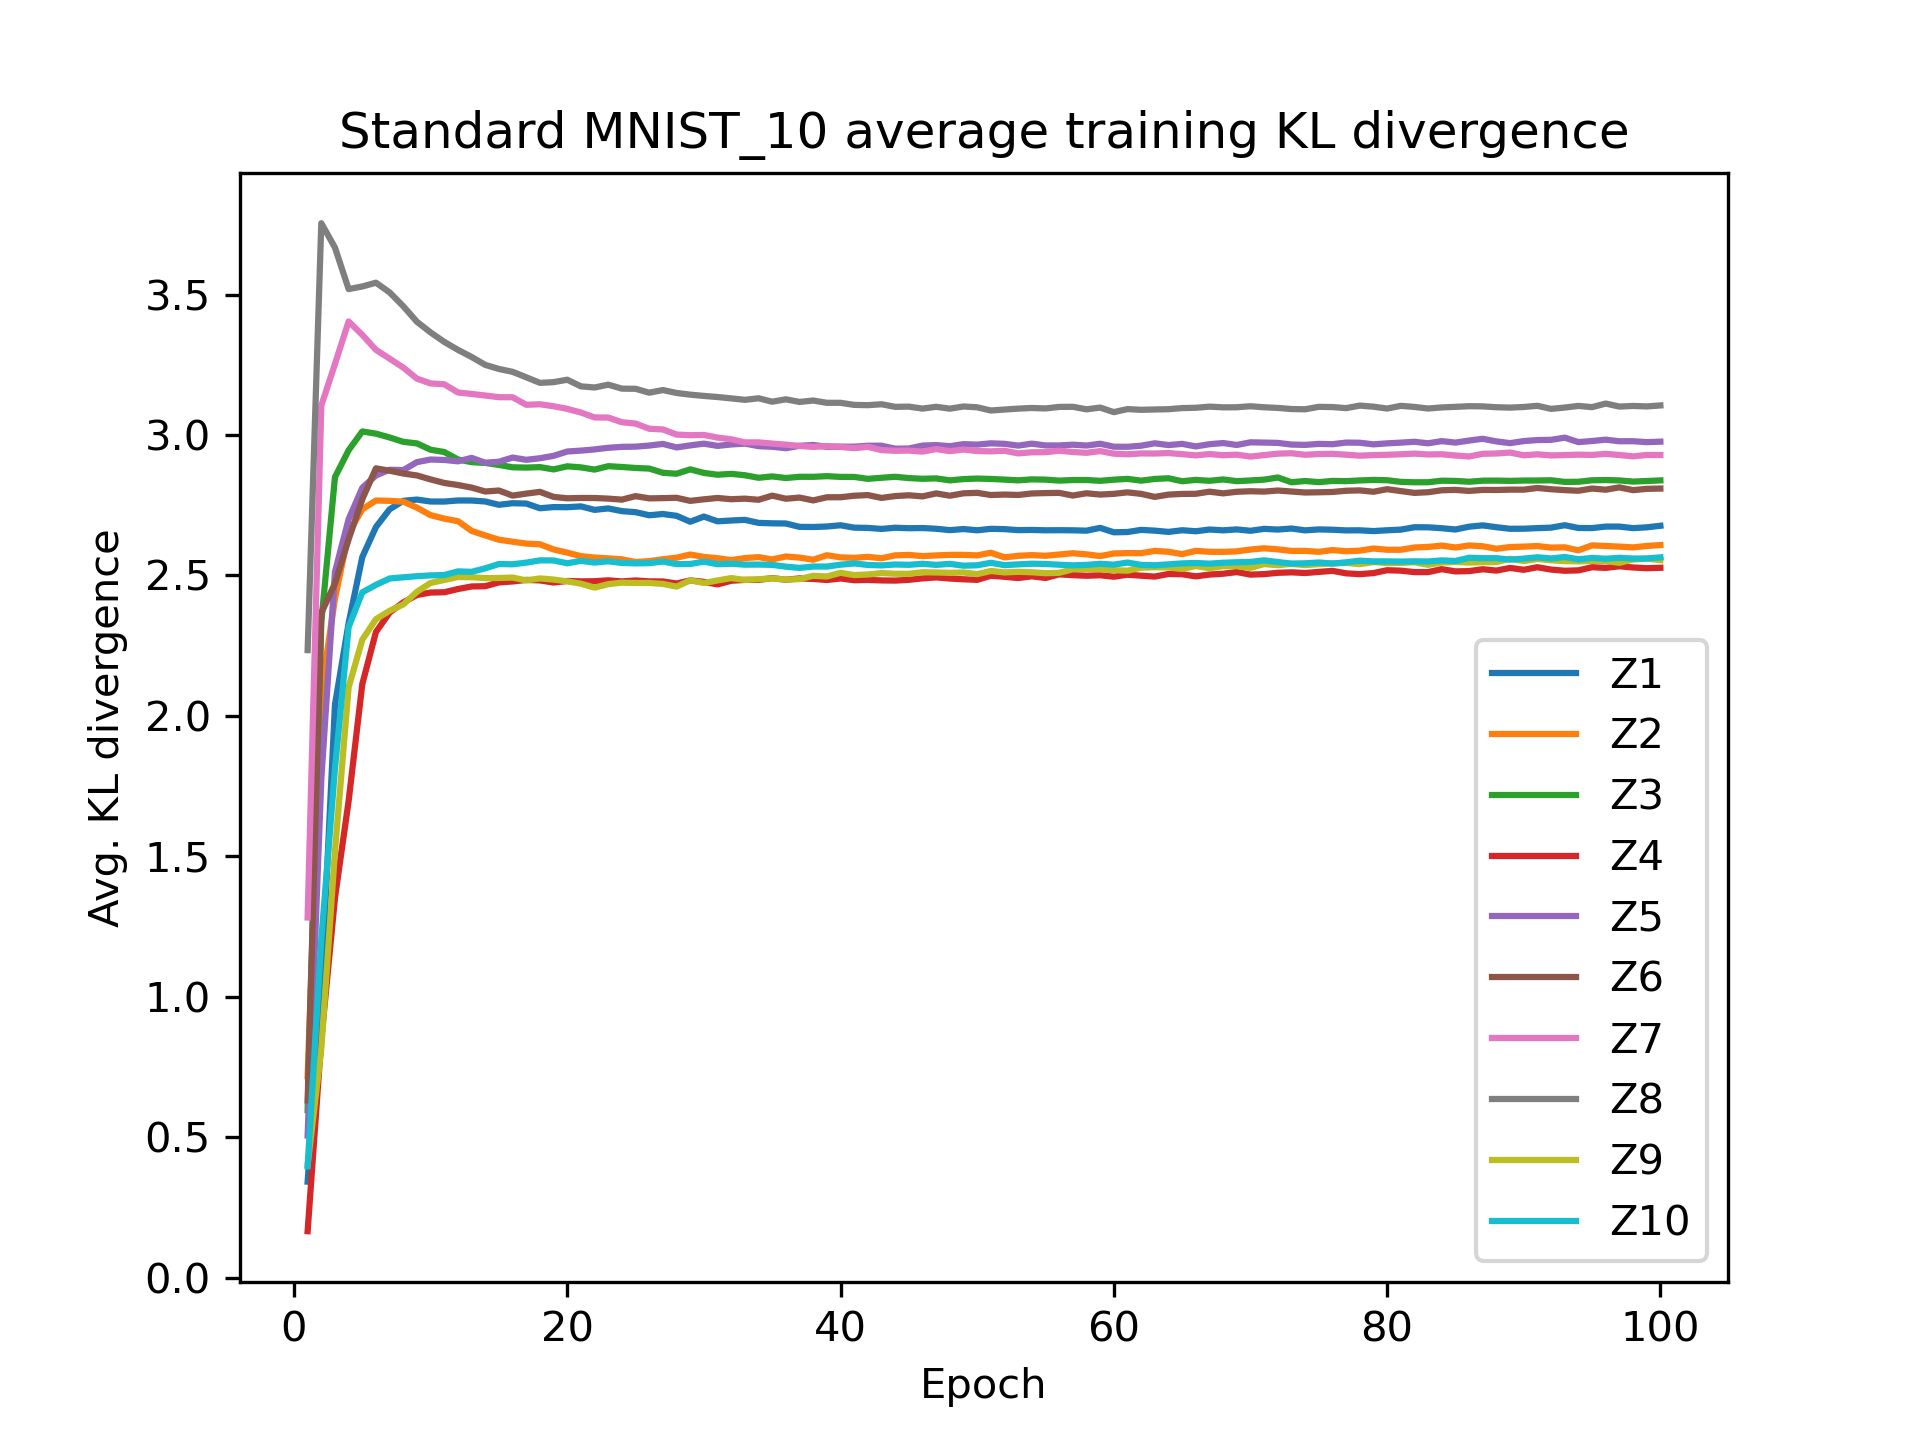 Standard MNIST_10 average training KL divergence
Avg. KL divergence
3.5
3.0
2.5
2.0
1.5
1.0
0.5
0.0
0 20 40 60 80 100
Epoch
Z1
Z2
Z3
Z4
Z5
Z6
Z7
Z8
Z9
Z10